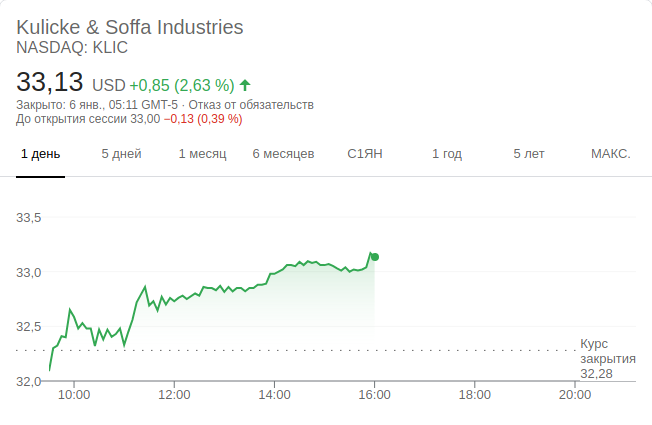 Kulicke & Soffa Industries
NASDAQ: KLIC
33,13 USD +0,85 (2,63 %)
Закрыто: 6 янв., 05:11 GMT-5 · Отказ от обязательств
До открытия сессии 33,00 −0,13 (0,39 %)
1 день 5 дней 1 месяц 6 месяцев С1ЯН 1 год 5 лет МАКС.
33,5
33,0
32,5
Курс
закрытия
32,28
32,0
10:00 12:00 14:00 16:00 18:00 20:00